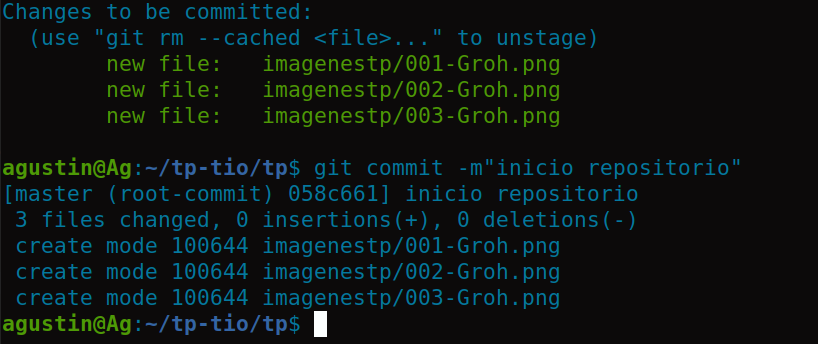 Changes to be committed:
  (use "git rm --cached <file>..." to unstage)
        new file:   imagenestp/001-Groh.png
        new file:   imagenestp/002-Groh.png
        new file:   imagenestp/003-Groh.png

agustin@Ag:~/tp-tio/tp$ git commit -m"inicio repositorio"
[master (root-commit) 058c661] inicio repositorio
 3 files changed, 0 insertions(+), 0 deletions(-)
 create mode 100644 imagenestp/001-Groh.png
 create mode 100644 imagenestp/002-Groh.png
 create mode 100644 imagenestp/003-Groh.png
agustin@Ag:~/tp-tio/tp$